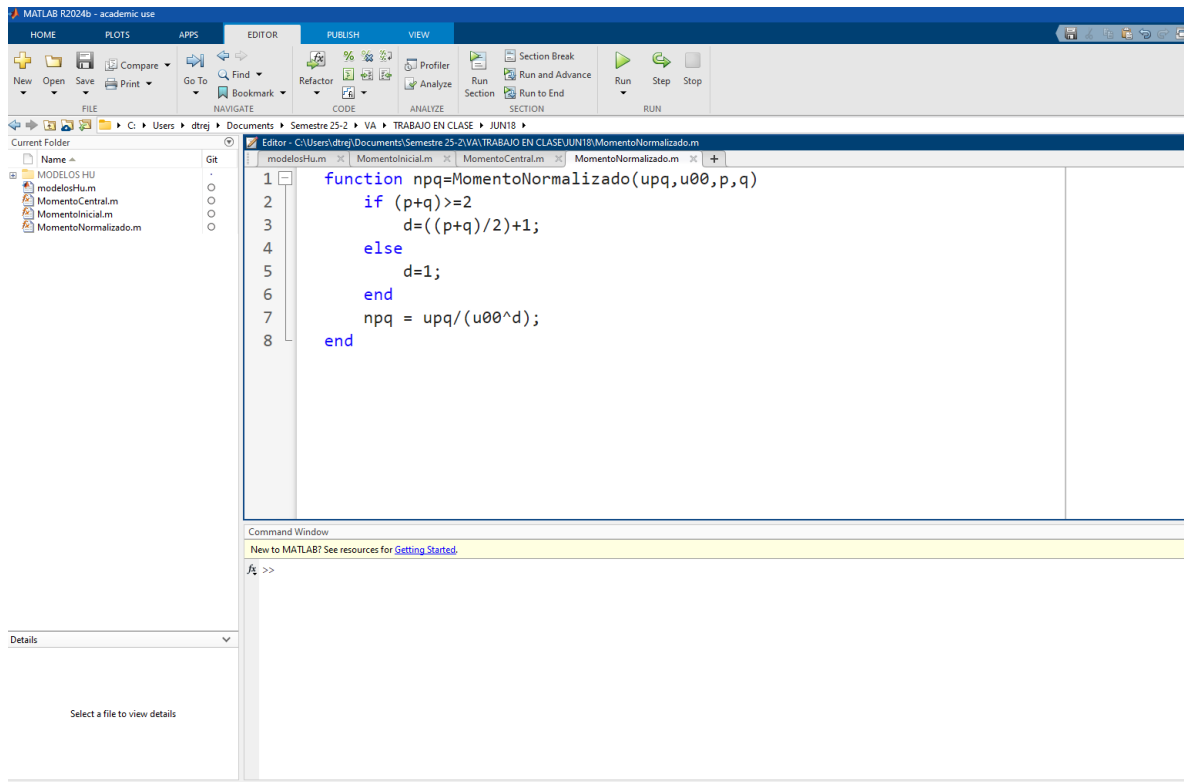 MATLAB R2024b - academic use
HOME PLOTS APPS EDITOR PUBLISH VIEW
New Open Save Compare Print Go To Find Bookmark Refactor Profiler Analyze Run Section Section Break Run and Advance Run to End Run Step Stop
FILE NAVIGATE CODE ANALYZE SECTION RUN
C: Users dtrej Documents Semestre 25-2 VA TRABAJO EN CLASE JUN18
Current Folder
Name Git
MODELOS HU
modelosHu.m
MomentoCentral.m
MomentoInicial.m
MomentoNormalizado.m
Editor - C:\Users\dtrej\Documents\Semestre 25-2\VA\TRABAJO EN CLASE\JUN18\MomentoNormalizado.m
modelosHu.m MomentoInicial.m MomentoCentral.m MomentoNormalizado.m +
1 function npq=MomentoNormalizado(upq,u00,p,q)
2 if (p+q)>=2
3 d=((p+q)/2)+1;
4 else
5 d=1;
6 end
7 npq = upq/(u00^d);
8 end
Command Window
New to MATLAB? See resources for Getting Started.
fx >>
Details
Select a file to view details